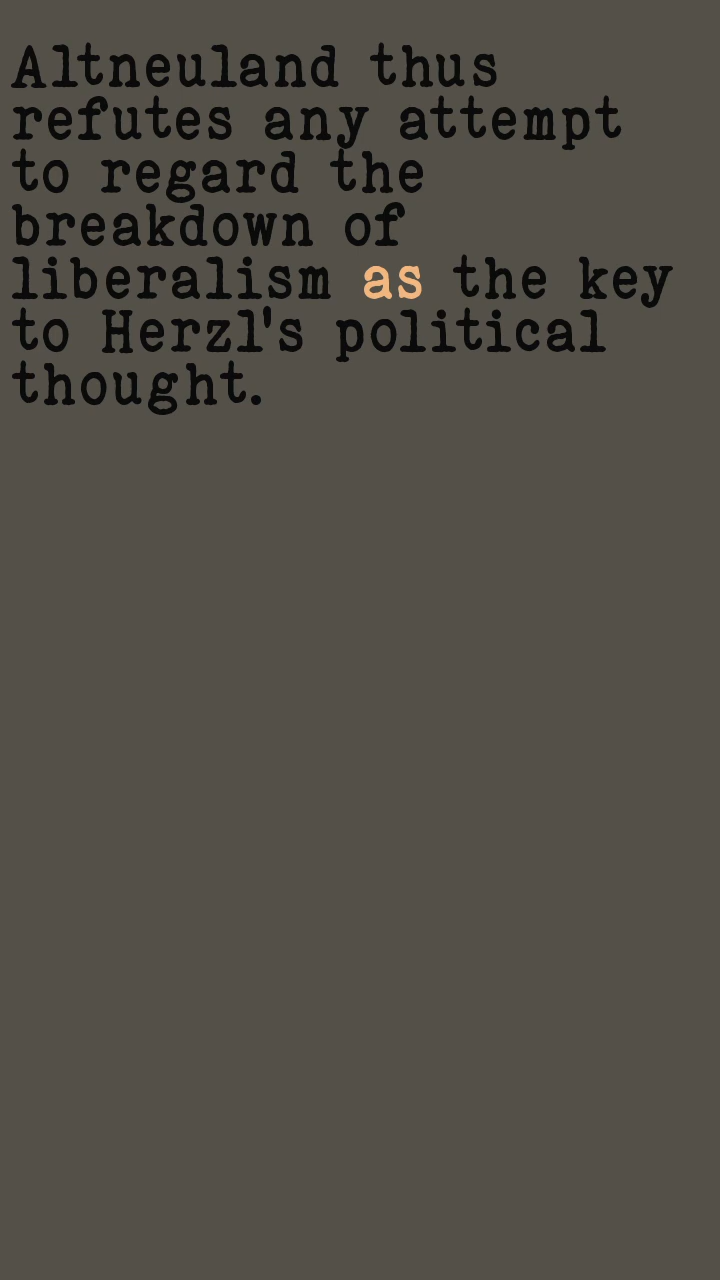 Altneuland thus
refutes any attempt
to regard the
breakdown of
liberalism as the key
to Herzl's political
thought.